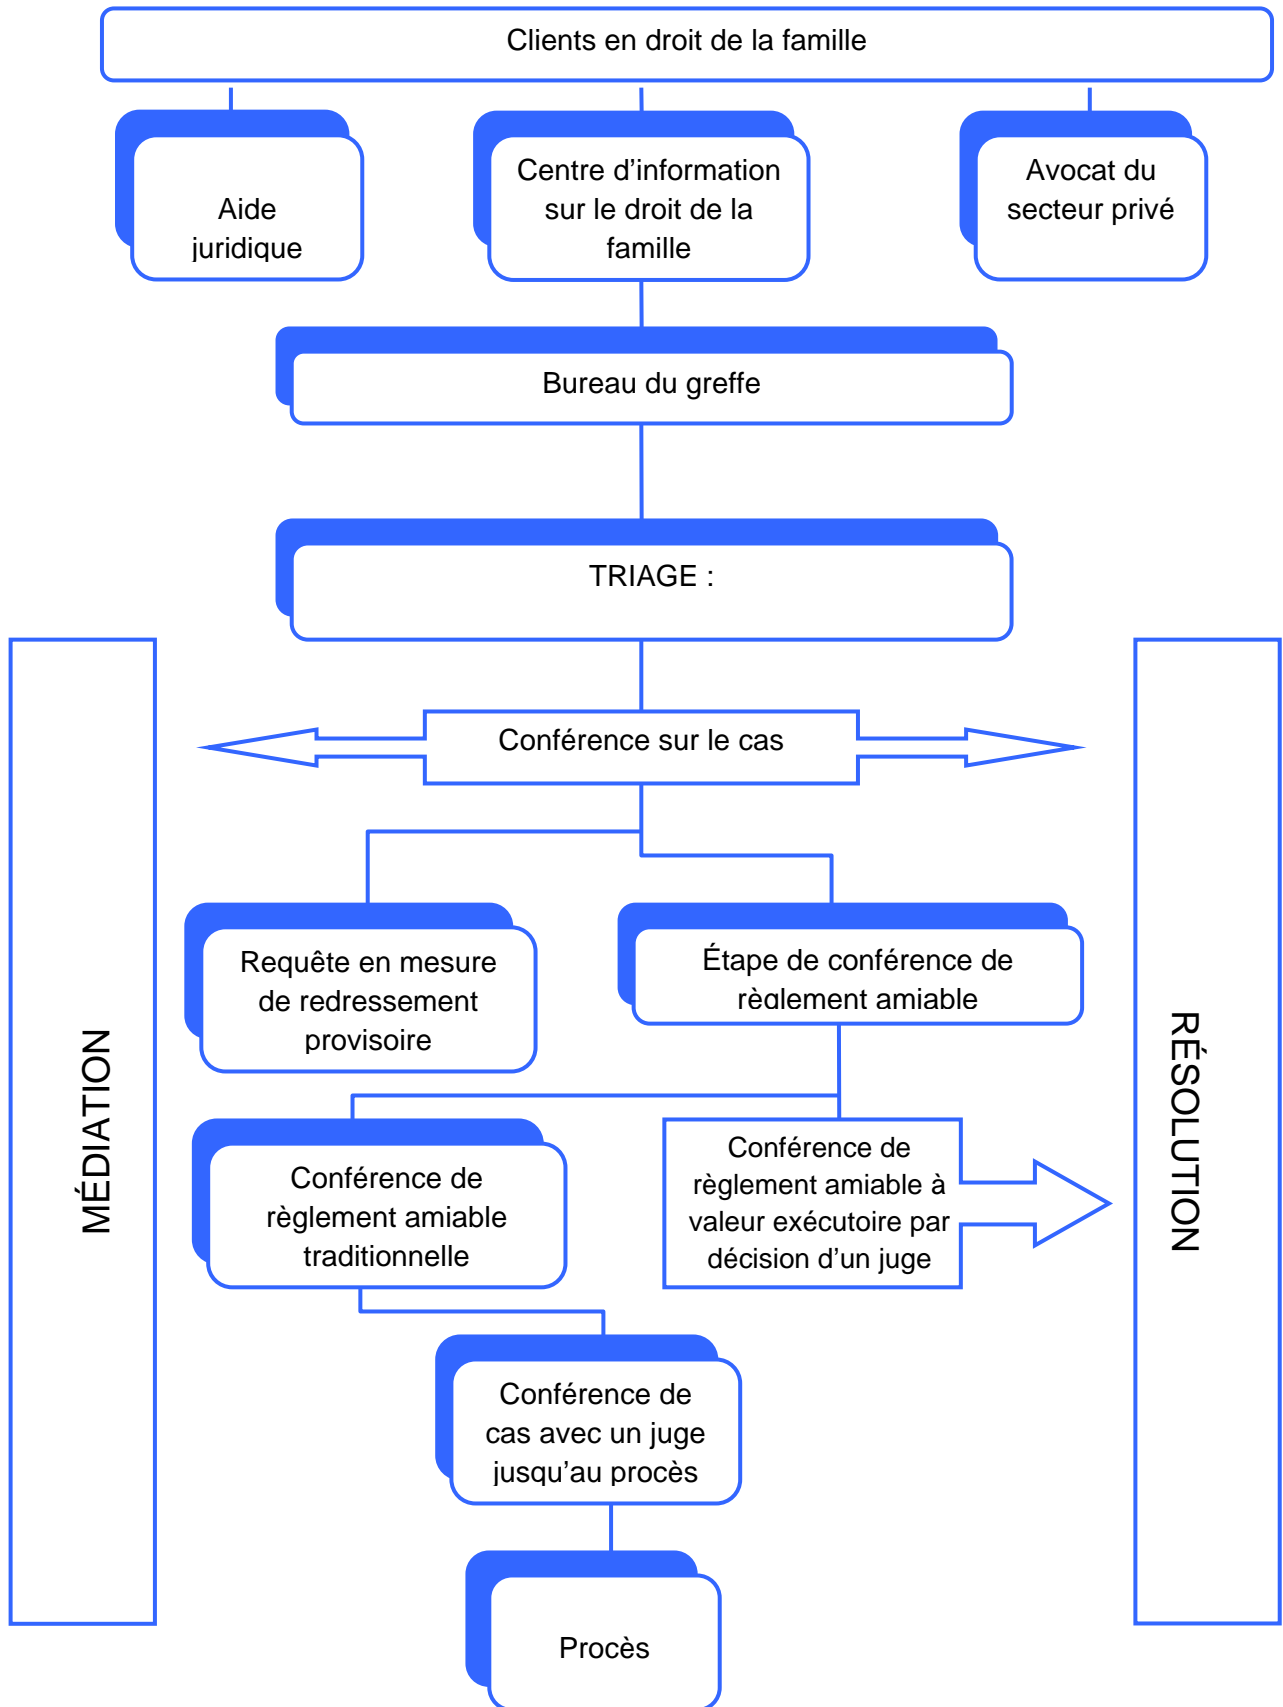 Clients en droit de la famille
Aide
juridique
Centre d'information
sur le droit de la
famille
Avocat du
secteur privé
Bureau du greffe
TRIAGE :
Conférence sur le cas
MÉDIATION
RÉSOLUTION
Requête en mesure
de redressement
provisoire
Étape de conférence de
règlement amiable
Conférence de
règlement amiable
traditionnelle
Conférence de
règlement amiable à
valeur exécutoire par
décision d'un juge
Conférence de
cas avec un juge
jusqu'au procès
Procès